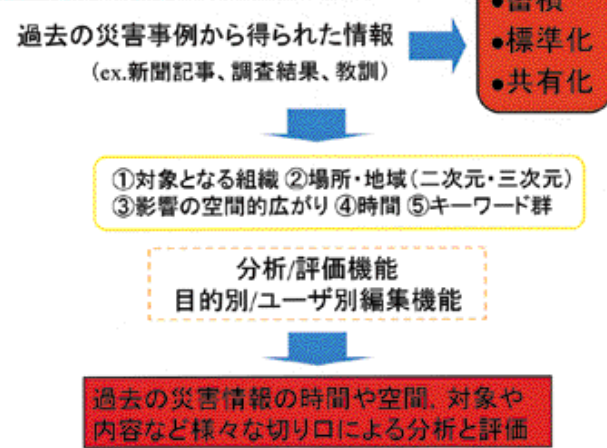 過去の災害事例から得られた情報
(ex.新聞記事、調査結果、教訓)
●蓄積
●標準化
●共有化
①対象となる組織 ②場所・地域(二次元・三次元)
③影響の空間的広がり ④時間 ⑤キーワード群
分析/評価機能
目的別/ユーザ別編集機能
過去の災害情報の時間や空間、対象や
内容など様々な切り口による分析と評価